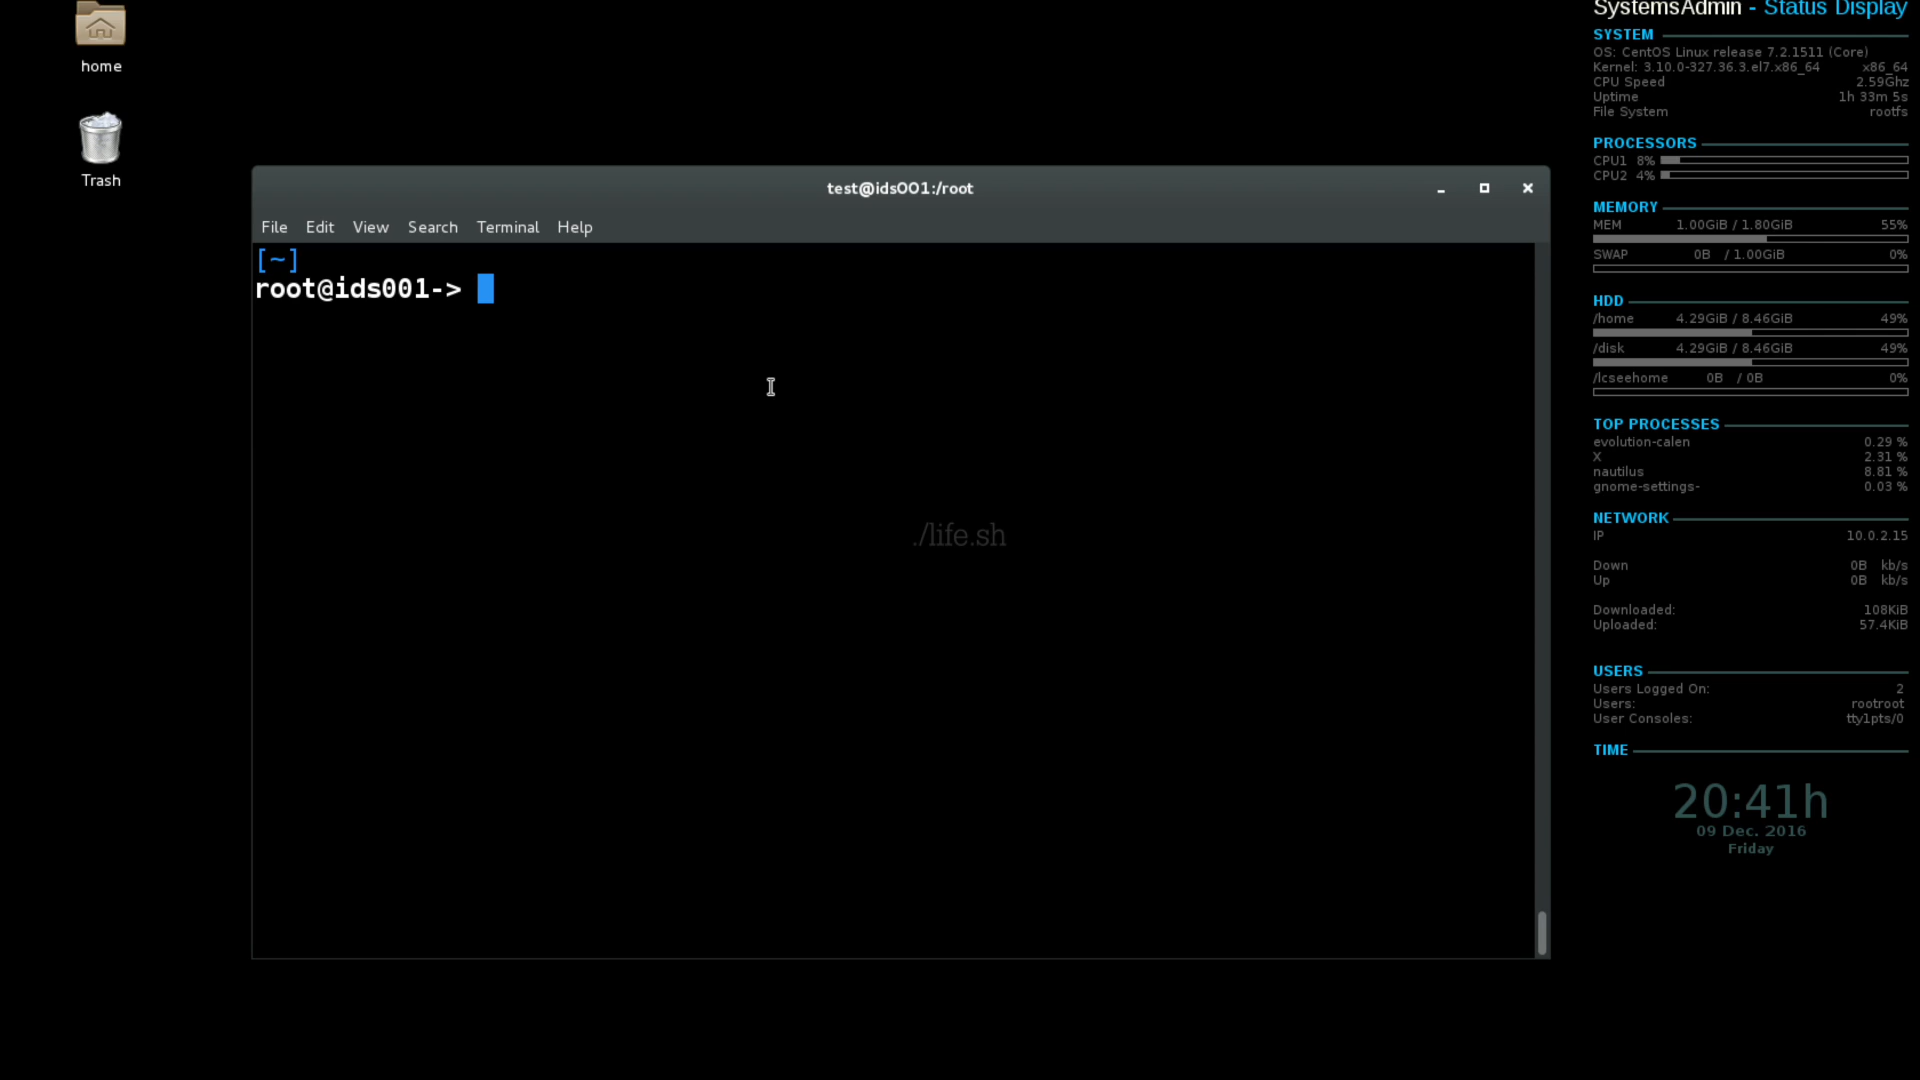 home
Trash
test@ids001:/root
File Edit View Search Terminal Help
[~]
root@ids001->
./life.sh
SystemsAdmin - Status Display
SYSTEM
OS: CentOS Linux release 7.2.1511 (Core)
Kernel: 3.10.0-327.36.3.el7.x86_64 x86_64
CPU Speed 2.59Ghz
Uptime 1h 33m 5s
File System rootfs
PROCESSORS
CPU1 8%
CPU2 4%
MEMORY
MEM 1.00GiB / 1.80GiB 55%
SWAP 0B / 1.00GiB 0%
HDD
/home 4.29GiB / 8.46GiB 49%
/disk 4.29GiB / 8.46GiB 49%
/lcseehome 0B / 0B 0%
TOP PROCESSES
evolution-calen 0.29 %
X 2.31 %
nautilus 8.81 %
gnome-settings- 0.03 %
NETWORK
IP 10.0.2.15
Down 0B kb/s
Up 0B kb/s
Downloaded: 108KiB
Uploaded: 57.4KiB
USERS
Users Logged On: 2
Users: rootroot
User Consoles: tty1pts/0
TIME
20:41h
09 Dec. 2016
Friday